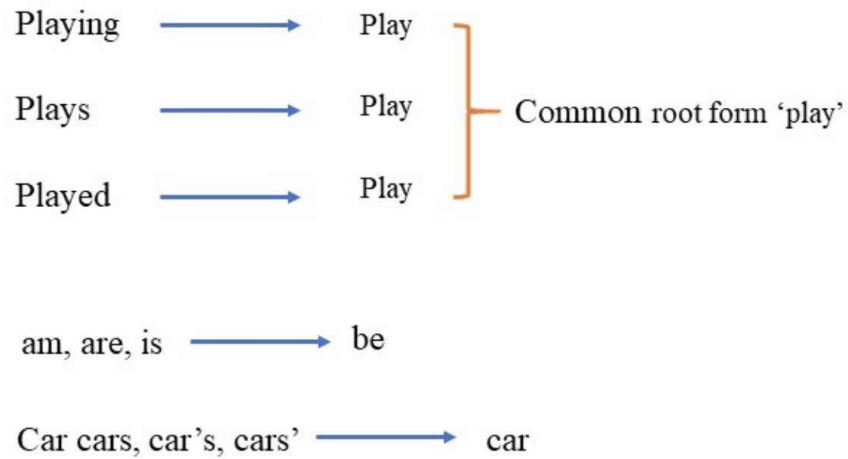 Playing Play
Plays Play Common root form ‘play’
Played Play
am, are, is be
Car cars, car’s, cars’ car